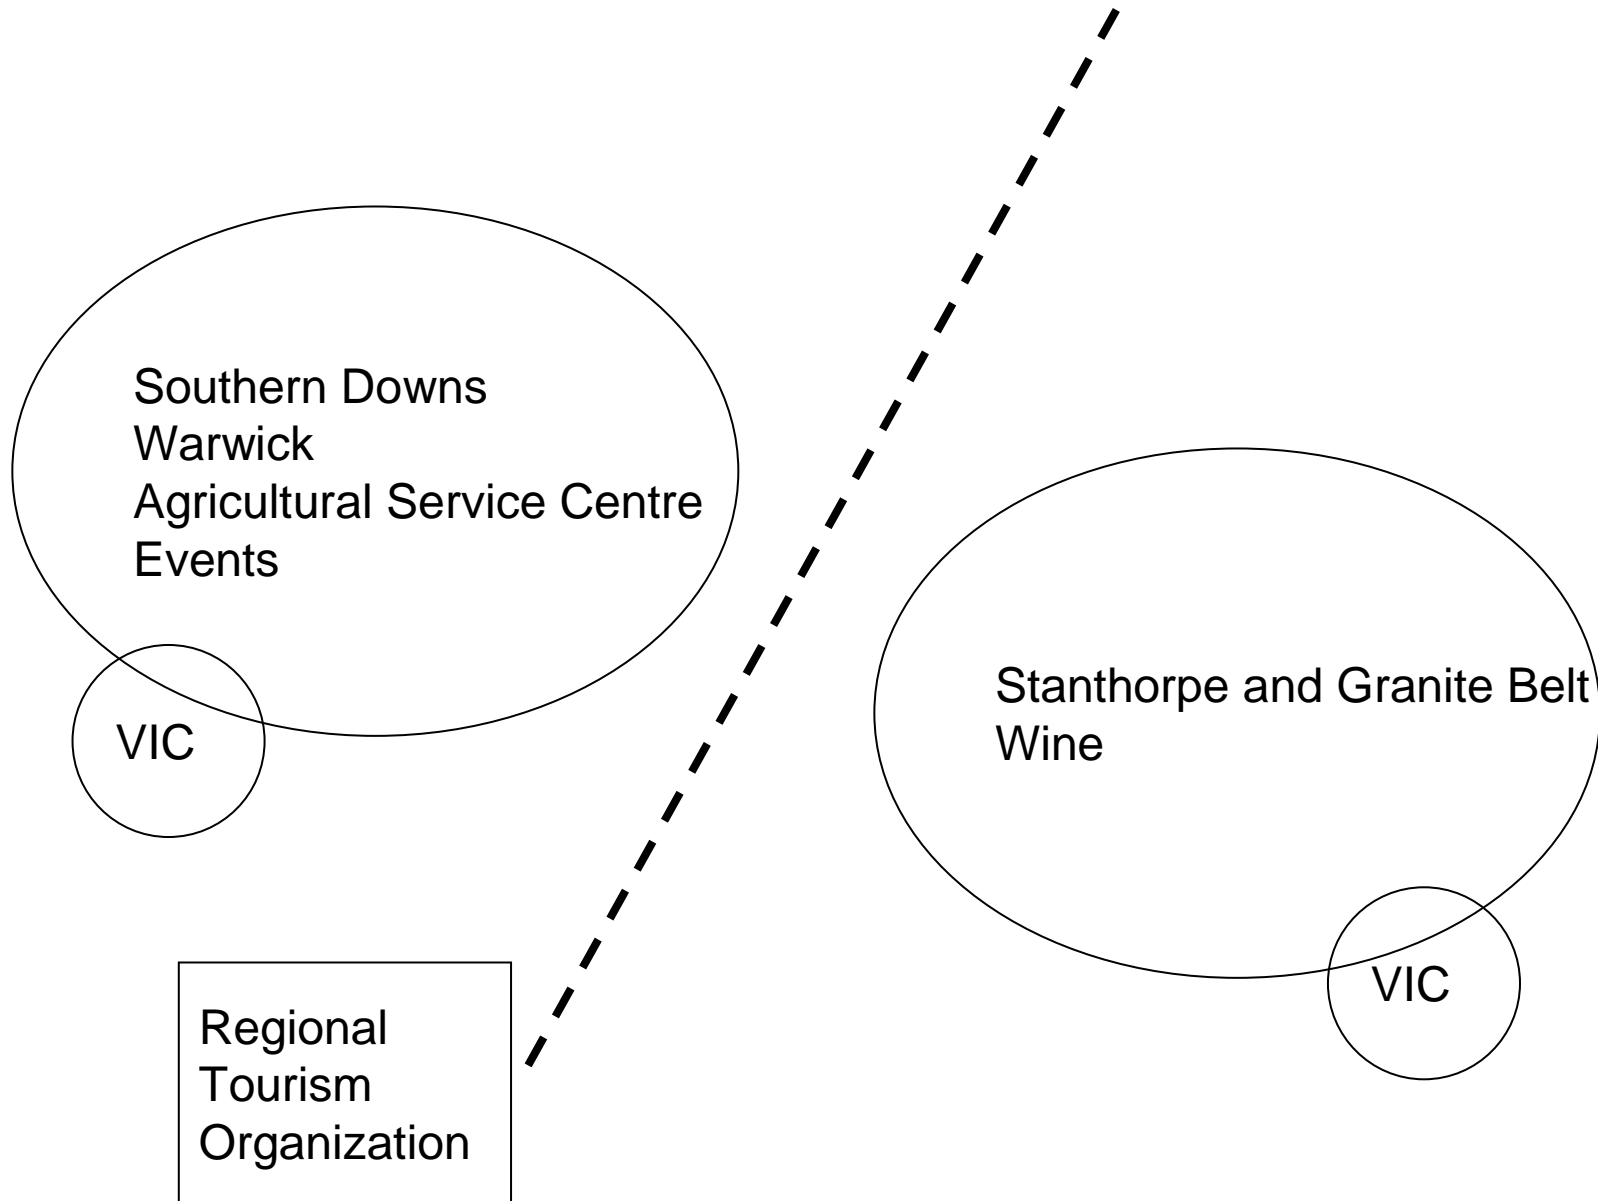 Southern Downs
Warwick
Agricultural Service Centre
Events
VIC
Stanthorpe and Granite Belt
Wine
VIC
Regional
Tourism
Organization